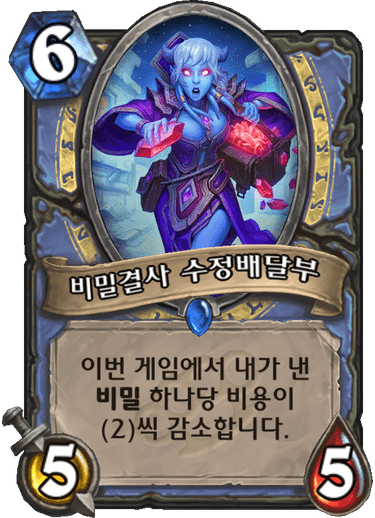 6
비밀결사 수정배달부
이번 게임에서 내가 낸
비밀 하나당 비용이
(2)씩 감소합니다.
5
5